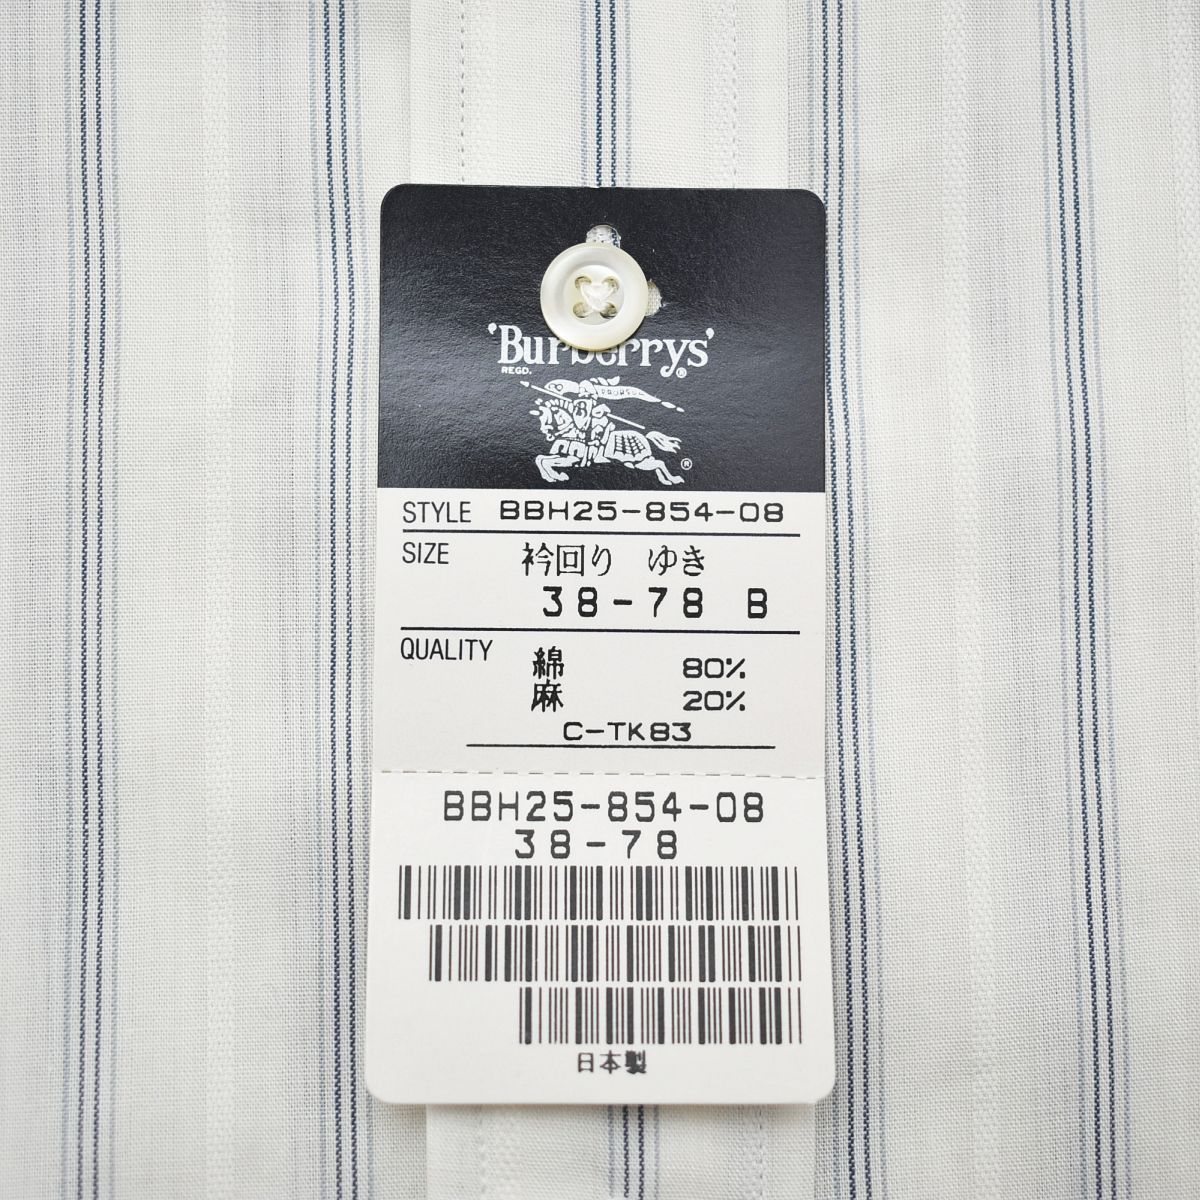 'Burberrys'
REGD. ®
PRORSUM
®
STYLE BBH25-854-08
SIZE 衿回り ゆき
38-78 B
QUALITY
綿 80%
麻 20%
C-TK83
BBH25-854-08
38-78
日本製